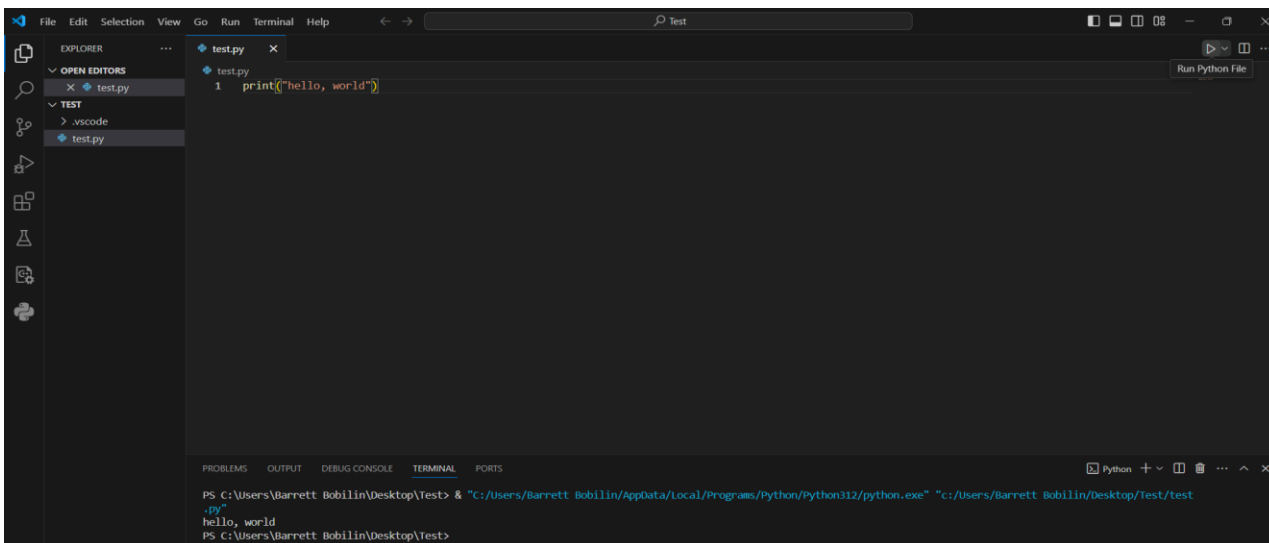 File Edit Selection View Go Run Terminal Help
Test
EXPLORER
test.py
Run Python File
OPEN EDITORS
test.py
test.py
1 print("hello, world")
TEST
.vscode
test.py
PROBLEMS OUTPUT DEBUG CONSOLE TERMINAL PORTS
Python
PS C:\Users\Barrett Bobilin\Desktop\Test> & "C:/Users/Barrett Bobilin/AppData/Local/Programs/Python/Python312/python.exe" "c:/Users/Barrett Bobilin/Desktop/Test/test
.py"
hello, world
PS C:\Users\Barrett Bobilin\Desktop\Test>